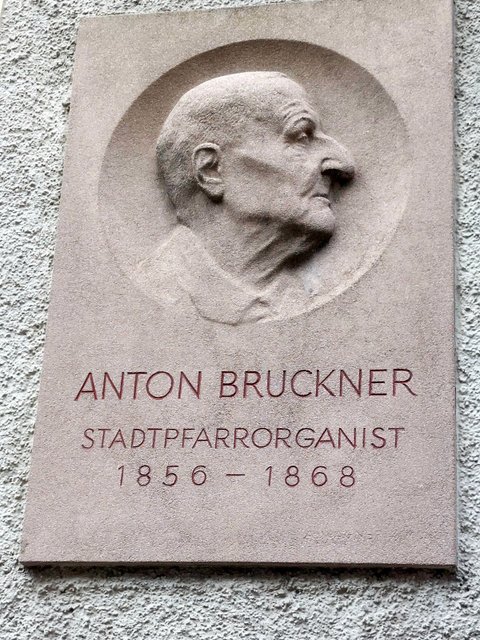 ANTON BRUCKNER
STADTPFARRORGANIST
1856 – 1868